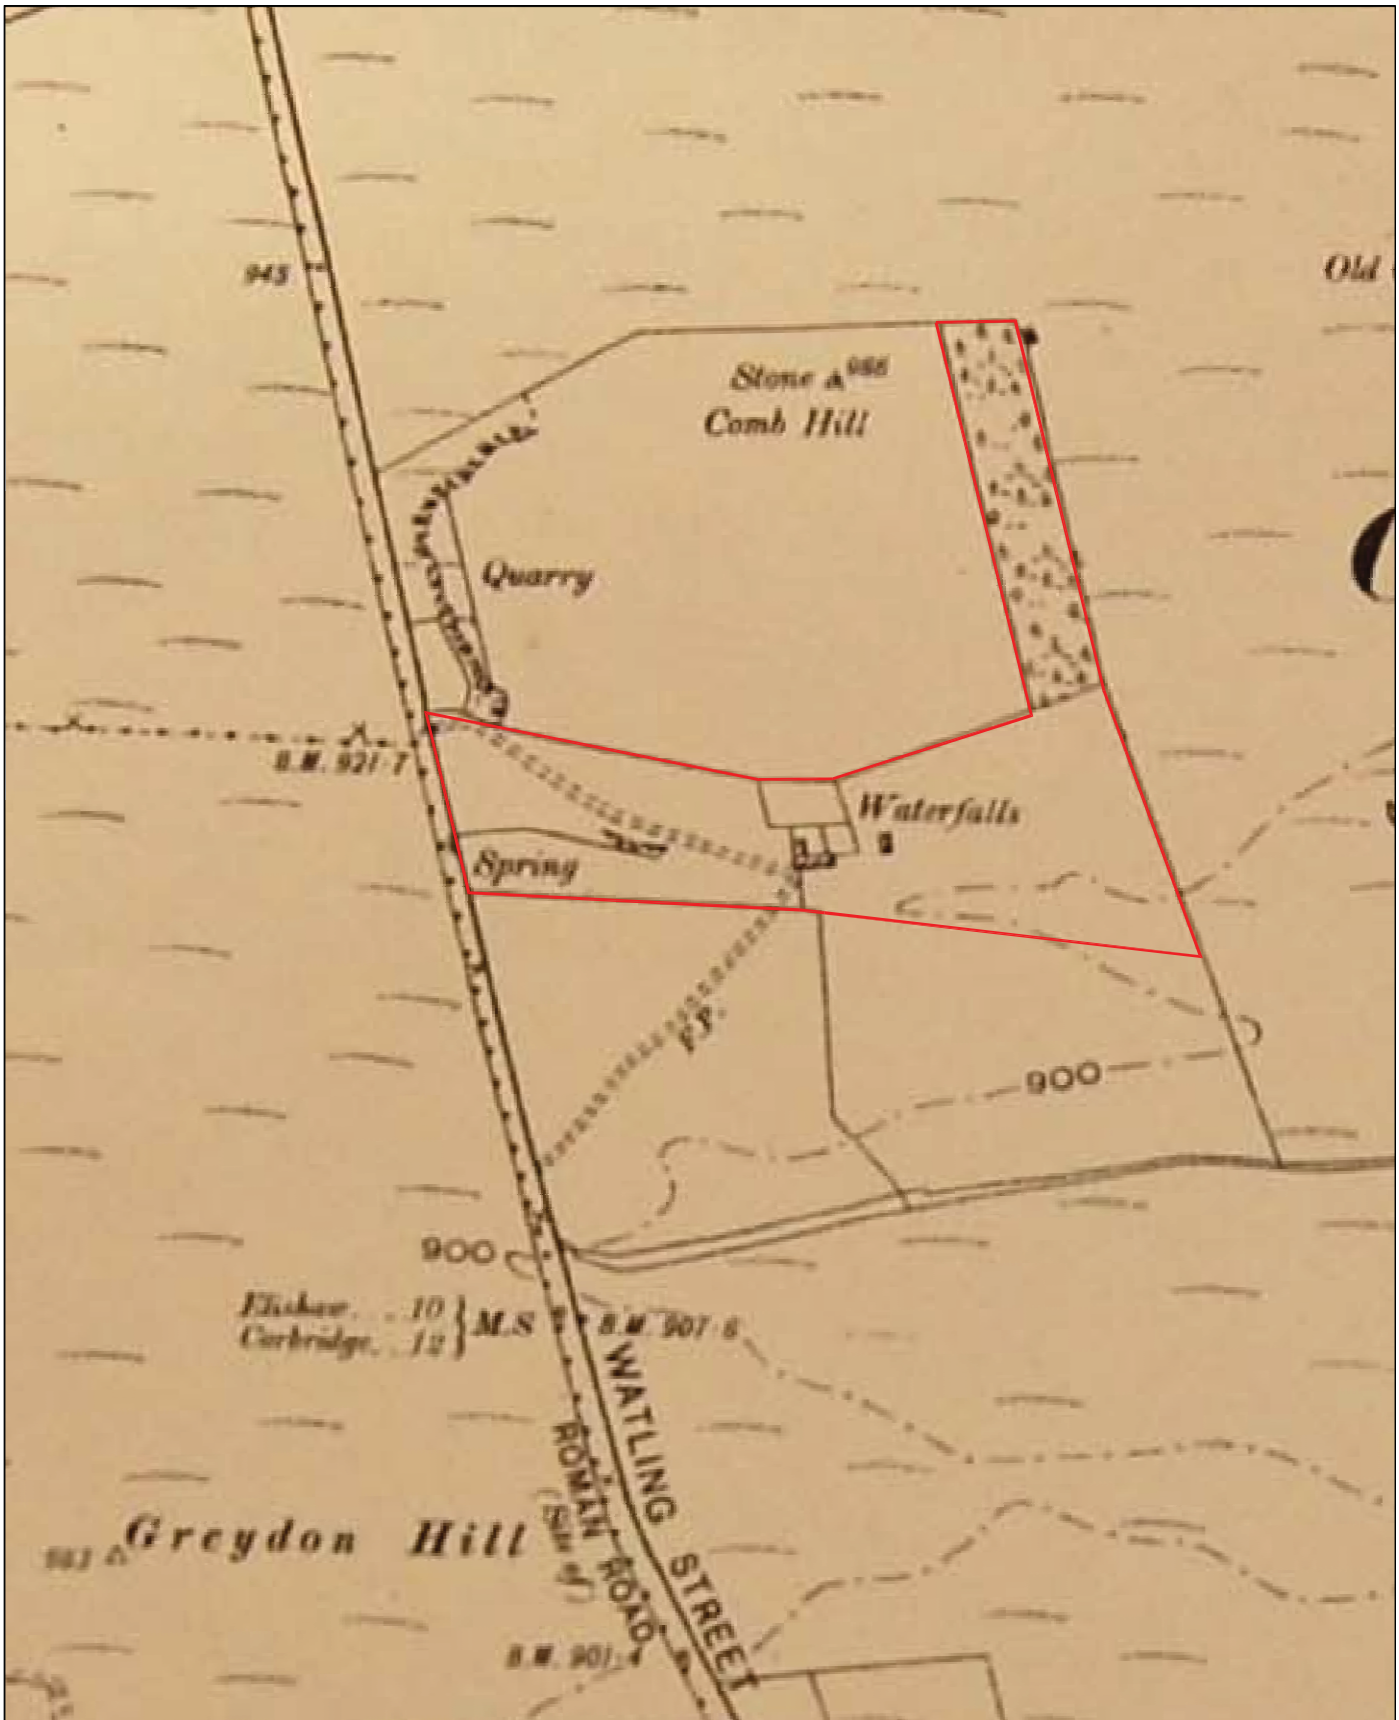 945
Old
Stone 986
Comb Hill
Quarry
B.M. 921·7
Waterfalls
Spring
F.P.
900
900
Elishaw. . . 10
Corbridge. . 12
M.S
B.M. 907·6
WATLING STREET
ROMAN ROAD
(Site of)
Greydon Hill
983
B.M. 901·4